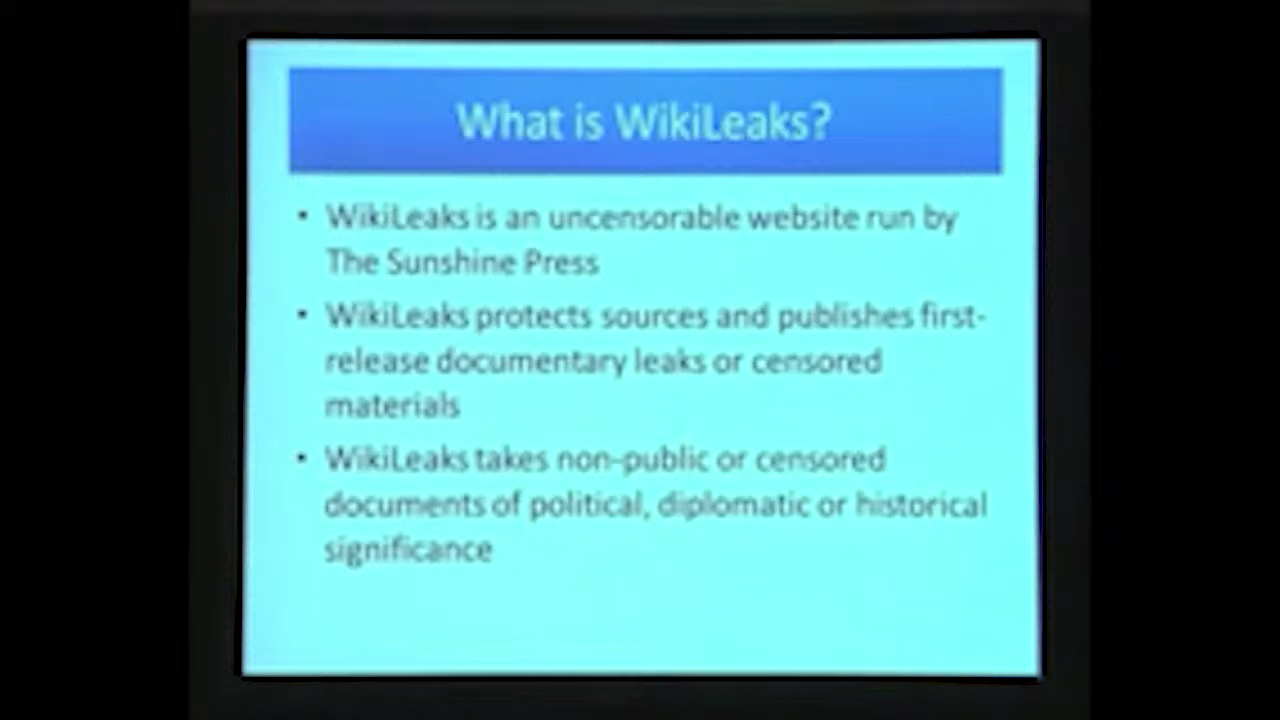 What is WikiLeaks?
• WikiLeaks is an uncensorable website run by
The Sunshine Press
• WikiLeaks protects sources and publishes first-
release documentary leaks or censored
materials
• WikiLeaks takes non-public or censored
documents of political, diplomatic or historical
significance